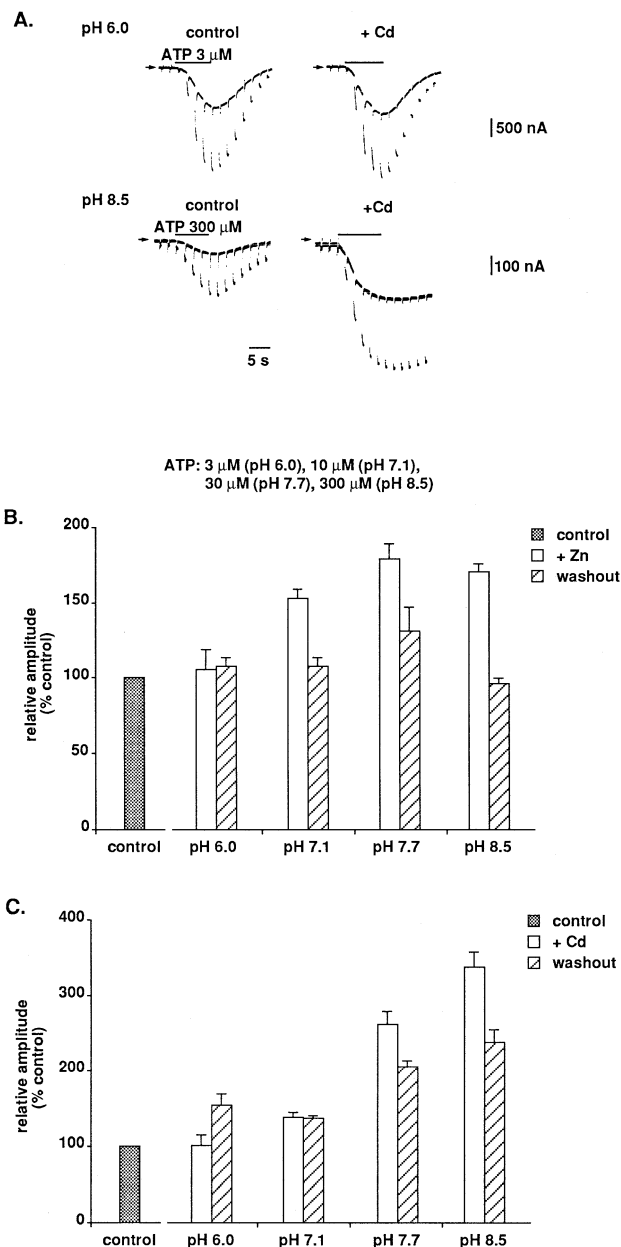 A.
pH 6.0
control
+ Cd
ATP 3 µM
500 nA
pH 8.5
control
+Cd
ATP 300 µM
100 nA
5 s
ATP: 3 µM (pH 6.0), 10 µM (pH 7.1),
30 µM (pH 7.7), 300 µM (pH 8.5)
B.
200
150
100
50
0
relative amplitude
(% control)
control
+ Zn
washout
control
pH 6.0
pH 7.1
pH 7.7
pH 8.5
C.
400
300
200
100
0
relative amplitude
(% control)
control
+ Cd
washout
control
pH 6.0
pH 7.1
pH 7.7
pH 8.5